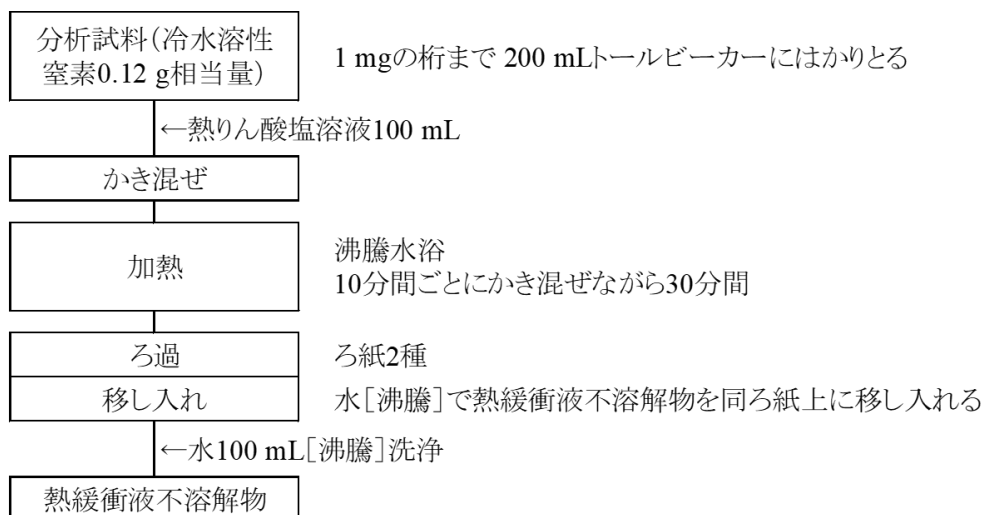 分析試料(冷水溶性
窒素0.12 g相当量)
1 mgの桁まで 200 mLトールビーカーにはかりとる
←熱りん酸塩溶液100 mL
かき混ぜ
加熱
沸騰水浴
10分間ごとにかき混ぜながら30分間
ろ過
ろ紙2種
移し入れ
水[沸騰]で熱緩衝液不溶解物を同ろ紙上に移し入れる
←水100 mL[沸騰]洗浄
熱緩衝液不溶解物